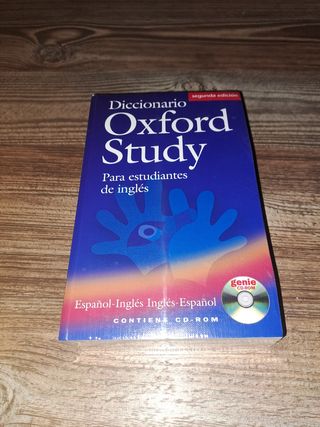 segunda edición
Diccionario
Oxford
Study
Para estudiantes
de inglés
genie
CD-ROM
Español-Inglés Inglés-Español
CONTIENE CD-ROM